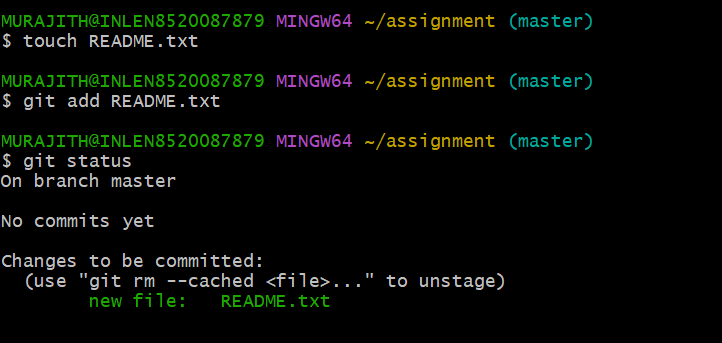 MURAJITH@INLEN8520087879 MINGW64 ~/assignment (master)
$ touch README.txt
MURAJITH@INLEN8520087879 MINGW64 ~/assignment (master)
$ git add README.txt
MURAJITH@INLEN8520087879 MINGW64 ~/assignment (master)
$ git status
On branch master
No commits yet
Changes to be committed:
  (use "git rm --cached <file>..." to unstage)
        new file:   README.txt